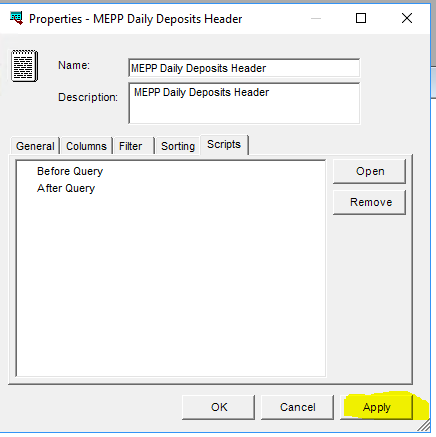 Properties - MEPP Daily Deposits Header
Name: MEPP Daily Deposits Header
Description: MEPP Daily Deposits Header
General Columns Filter Sorting Scripts
Before Query
After Query
Open
Remove
OK Cancel Apply